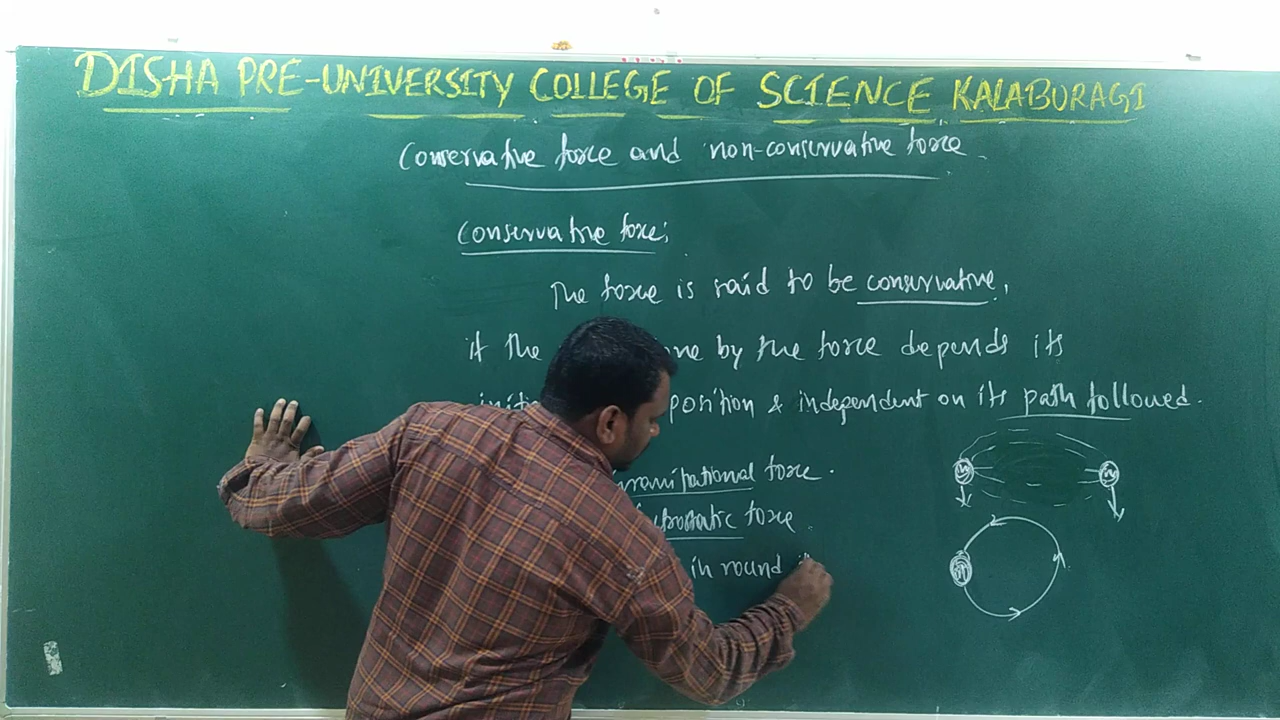 DISHA PRE-UNIVERSITY COLLEGE OF SCIENCE KALABURAGI
Conservative force and non-conservative force.
Conservative force:
The force is said to be conservative,
if the one by the force depends its
position & independent on its path followed.
force.
force.
in round